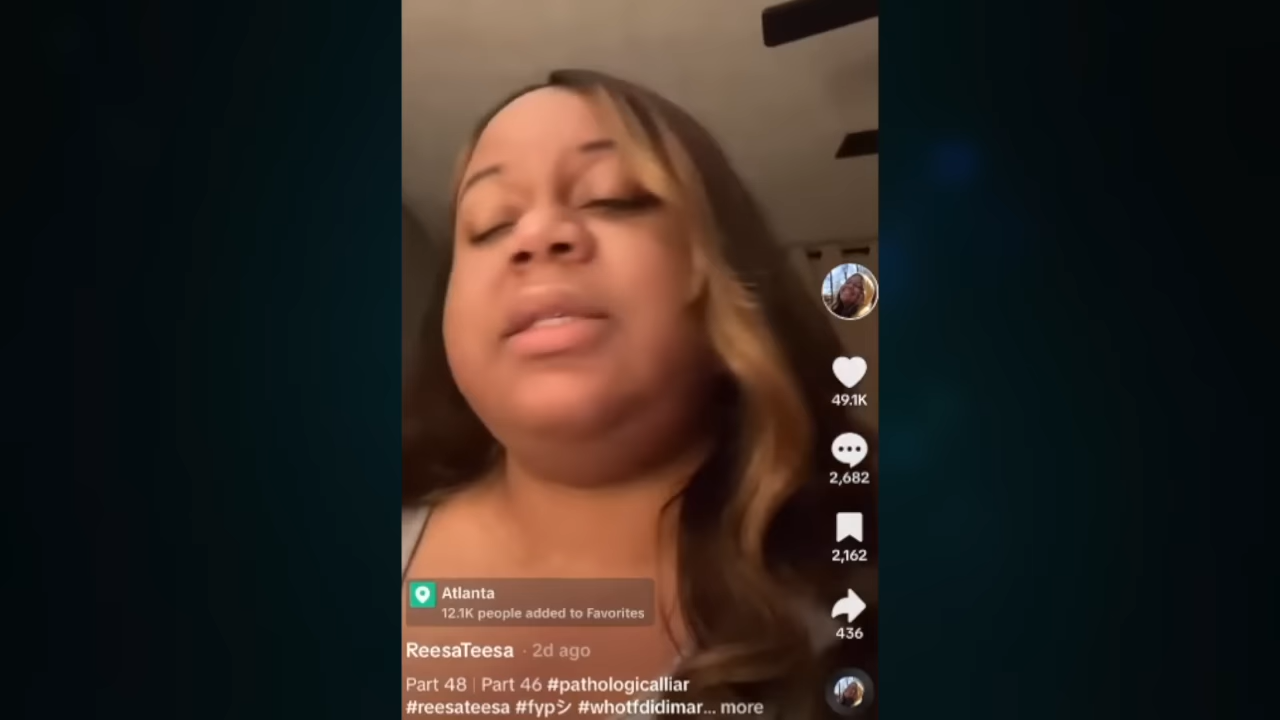 49.1K
2,682
2,162
436
Atlanta
12.1K people added to Favorites
ReesaTeesa · 2d ago
Part 48 | Part 46 #pathologicalliar
#reesateesa #fypシ #whotfdidimar... more